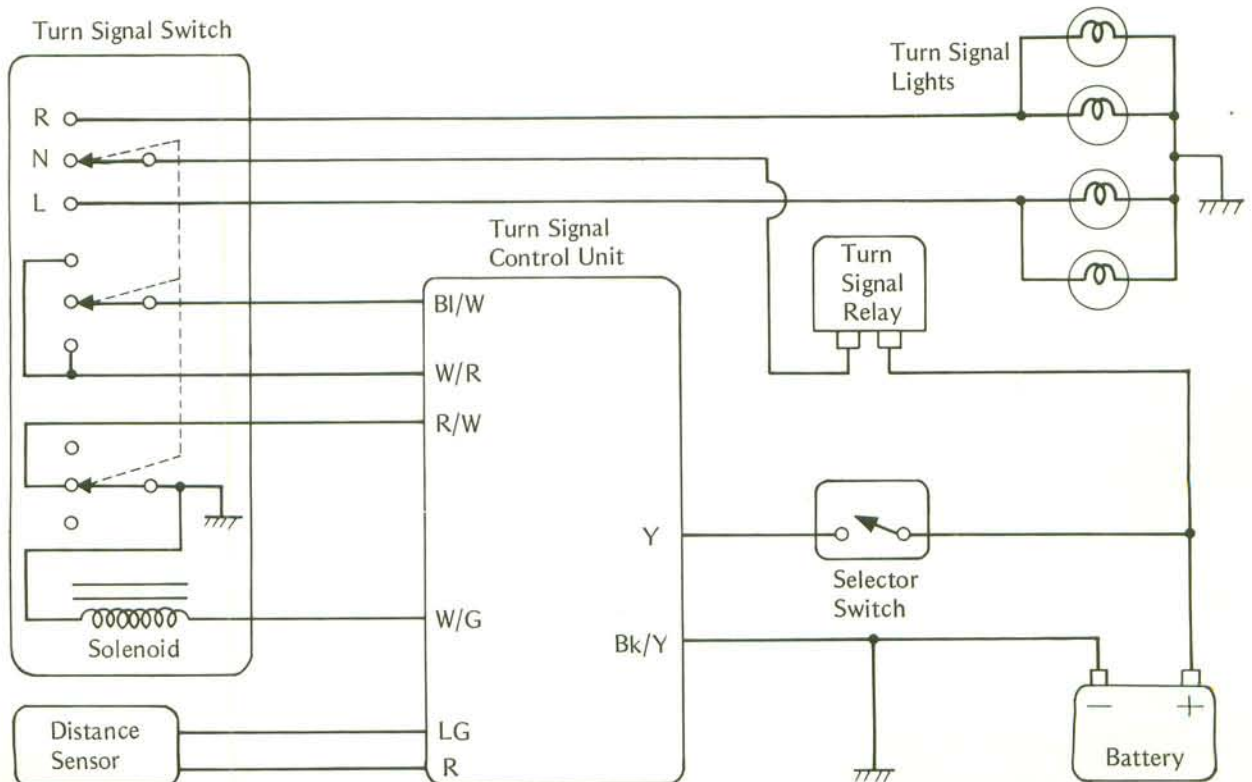 Turn Signal Switch
R
N
L
Turn Signal
Lights
Turn Signal
Control Unit
Turn
Signal
Relay
Bl/W
W/R
R/W
W/G
LG
R
Y
Bk/Y
Selector
Switch
Solenoid
Distance
Sensor
− +
Battery